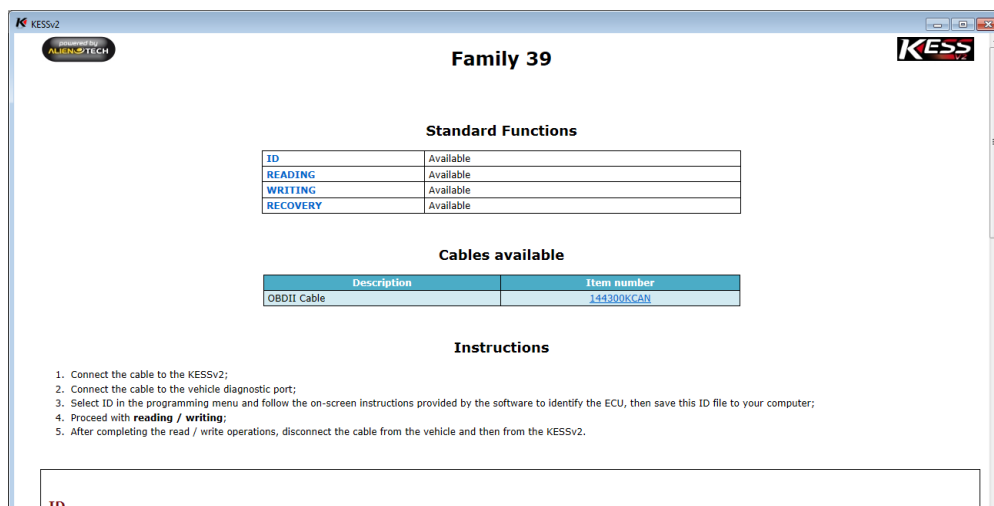 KESSv2
powered by
ALIENTECH
Family 39
KESS
V2
Standard Functions
ID Available
READING Available
WRITING Available
RECOVERY Available
Cables available
Description Item number
OBDII Cable 144300KCAN
Instructions
1. Connect the cable to the KESSv2;
2. Connect the cable to the vehicle diagnostic port;
3. Select ID in the programming menu and follow the on-screen instructions provided by the software to identify the ECU, then save this ID file to your computer;
4. Proceed with reading / writing;
5. After completing the read / write operations, disconnect the cable from the vehicle and then from the KESSv2.
ID